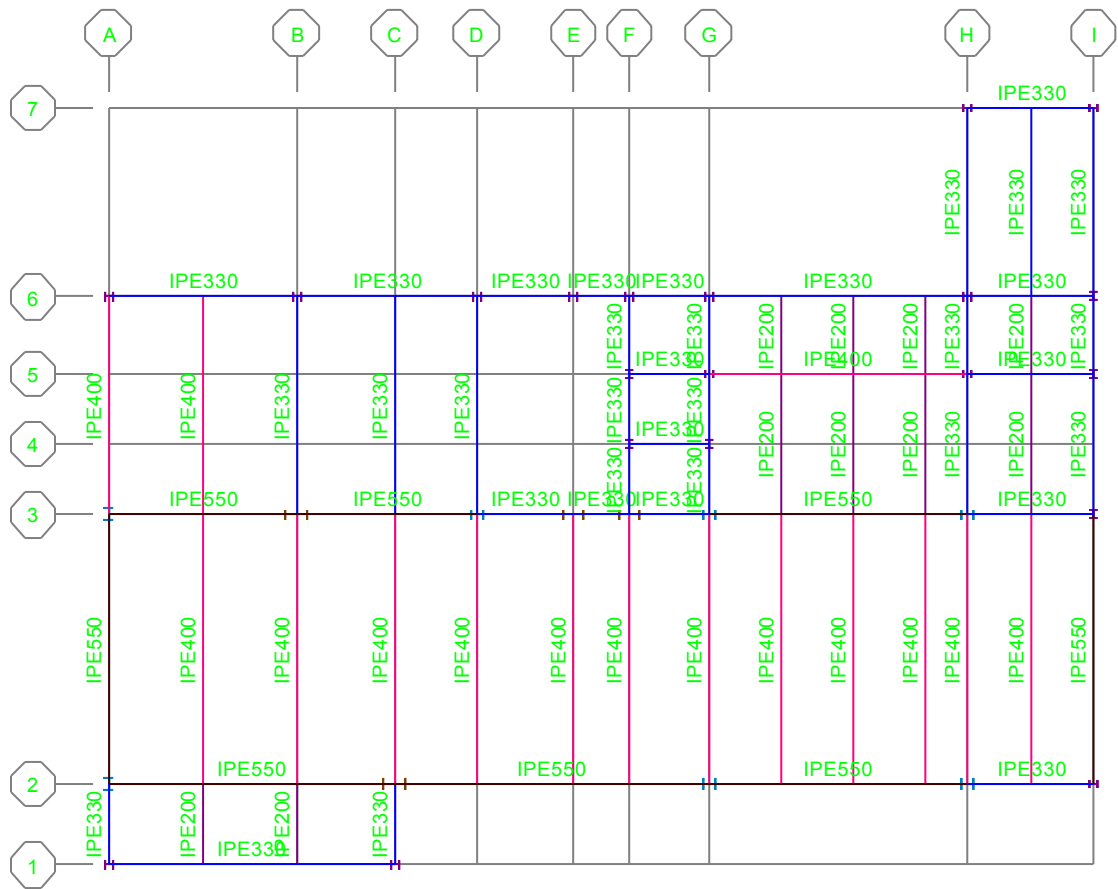 A B C D E F G H I
7 IPE330
IPE330 IPE330 IPE330
6 IPE330 IPE330 IPE330 IPE330 IPE330 IPE330 IPE330
IPE330 IPE330 IPE200 IPE200 IPE200 IPE330 IPE200 IPE330
5 IPE330 IPE400 IPE330
IPE400 IPE400 IPE330 IPE330 IPE330 IPE330 IPE330
4 IPE330
IPE330 IPE330 IPE200 IPE200 IPE200 IPE330 IPE200 IPE330
3 IPE550 IPE550 IPE330 IPE330 IPE330 IPE550 IPE330
IPE550 IPE400 IPE400 IPE400 IPE400 IPE400 IPE400 IPE400 IPE400 IPE400 IPE400 IPE400 IPE400 IPE550
2 IPE550 IPE550 IPE550 IPE330
IPE330 IPE200 IPE200 IPE330
1 IPE330